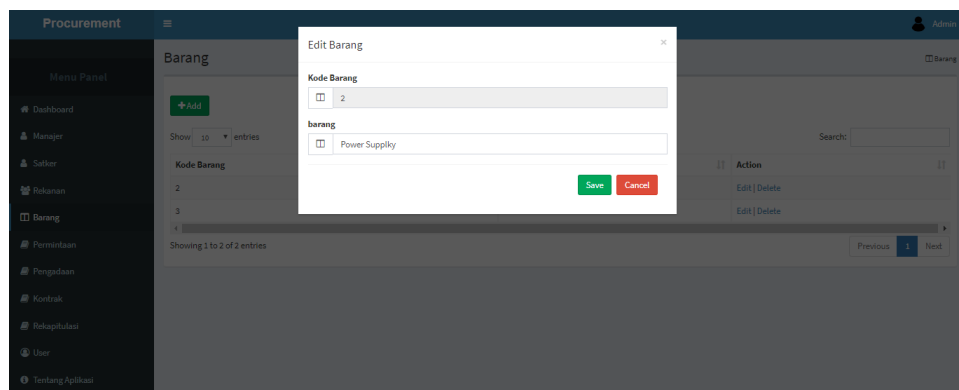 Procurement
Admin
Edit Barang
×
Barang
Barang
Menu Panel
Kode Barang
2
Dashboard
+Add
barang
Manajer
Show 10 entries
Search:
Power Supplky
Satker
Kode Barang
Action
Rekanan
2
Save
Cancel
Edit | Delete
Barang
3
Edit | Delete
Permintaan
Showing 1 to 2 of 2 entries
Previous 1 Next
Pengadaan
Kontrak
Rekapitulasi
User
Tentang Aplikasi